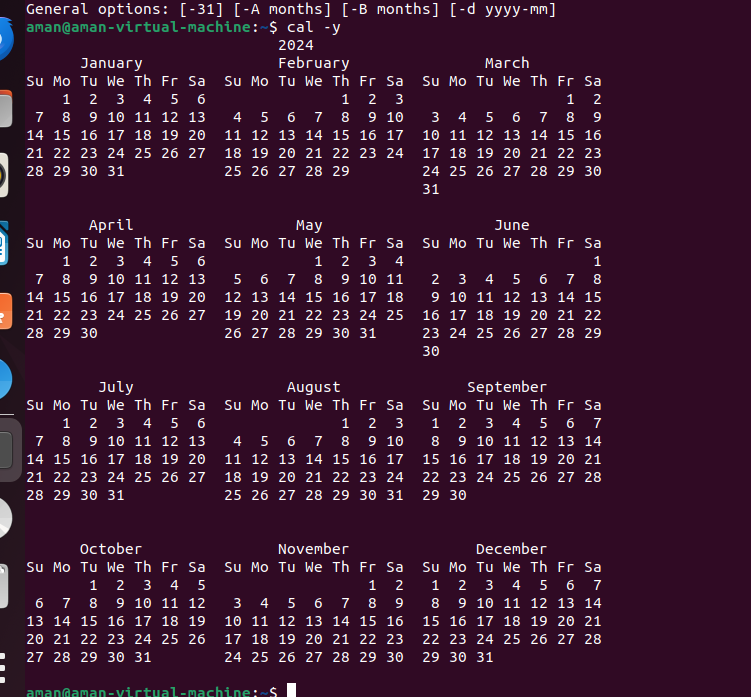 General options: [-31] [-A months] [-B months] [-d yyyy-mm]
aman@aman-virtual-machine:~$ cal -y
                            2024
      January               February               March
Su Mo Tu We Th Fr Sa  Su Mo Tu We Th Fr Sa  Su Mo Tu We Th Fr Sa
    1  2  3  4  5  6               1  2  3                  1  2
 7  8  9 10 11 12 13   4  5  6  7  8  9 10   3  4  5  6  7  8  9
14 15 16 17 18 19 20  11 12 13 14 15 16 17  10 11 12 13 14 15 16
21 22 23 24 25 26 27  18 19 20 21 22 23 24  17 18 19 20 21 22 23
28 29 30 31           25 26 27 28 29        24 25 26 27 28 29 30
                                            31
       April                  May                   June
Su Mo Tu We Th Fr Sa  Su Mo Tu We Th Fr Sa  Su Mo Tu We Th Fr Sa
    1  2  3  4  5  6            1  2  3  4                     1
 7  8  9 10 11 12 13   5  6  7  8  9 10 11   2  3  4  5  6  7  8
14 15 16 17 18 19 20  12 13 14 15 16 17 18   9 10 11 12 13 14 15
21 22 23 24 25 26 27  19 20 21 22 23 24 25  16 17 18 19 20 21 22
28 29 30              26 27 28 29 30 31     23 24 25 26 27 28 29
                                            30
        July                 August              September
Su Mo Tu We Th Fr Sa  Su Mo Tu We Th Fr Sa  Su Mo Tu We Th Fr Sa
    1  2  3  4  5  6               1  2  3   1  2  3  4  5  6  7
 7  8  9 10 11 12 13   4  5  6  7  8  9 10   8  9 10 11 12 13 14
14 15 16 17 18 19 20  11 12 13 14 15 16 17  15 16 17 18 19 20 21
21 22 23 24 25 26 27  18 19 20 21 22 23 24  22 23 24 25 26 27 28
28 29 30 31           25 26 27 28 29 30 31  29 30
      October               November              December
Su Mo Tu We Th Fr Sa  Su Mo Tu We Th Fr Sa  Su Mo Tu We Th Fr Sa
       1  2  3  4  5                  1  2   1  2  3  4  5  6  7
 6  7  8  9 10 11 12   3  4  5  6  7  8  9   8  9 10 11 12 13 14
13 14 15 16 17 18 19  10 11 12 13 14 15 16  15 16 17 18 19 20 21
20 21 22 23 24 25 26  17 18 19 20 21 22 23  22 23 24 25 26 27 28
27 28 29 30 31        24 25 26 27 28 29 30  29 30 31
aman@aman-virtual-machine:~$